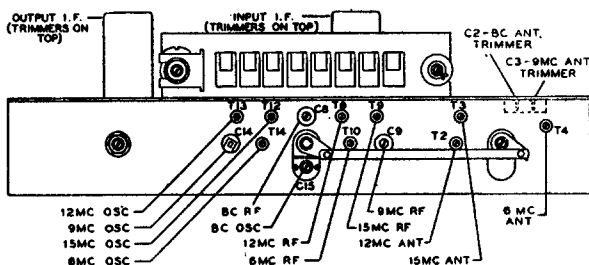 OUTPUT I.F.
(TRIMMERS ON
TOP)
INPUT I.F.
(TRIMMERS ON TOP)
C2-BC ANT.
TRIMMER
C3-9MC ANT
TRIMMER
T13
T12
C8
T8
T9
T3
T4
C14
T14
T10
C9
T2
C15
12MC OSC
9MC OSC
15MC OSC
6MC OSC
BC RF
BC OSC
12MC RF
6MC RF
9MC RF
15MC RF
12MC ANT
15MC ANT
6 MC
ANT